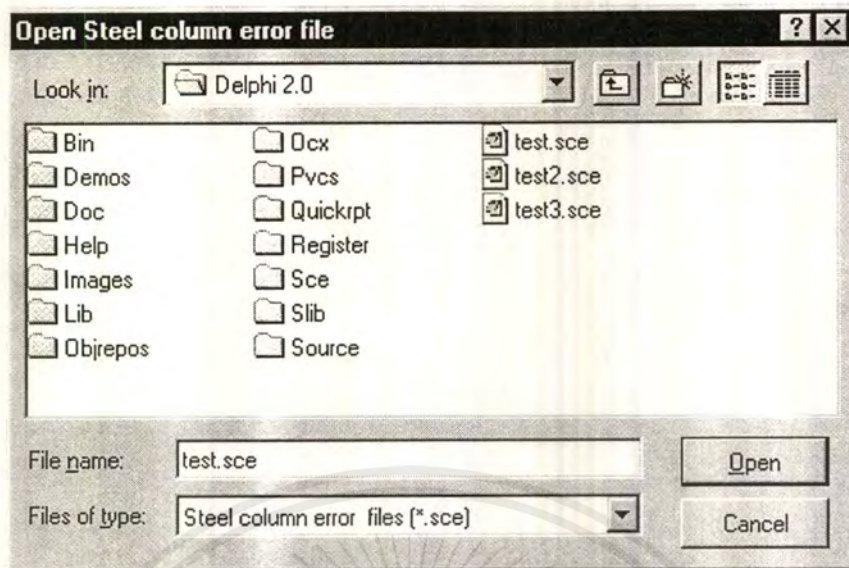 Open Steel column error file
Look in: Delphi 2.0
Bin
Demos
Doc
Help
Images
Lib
Objrepos
Ocx
Pvcs
Quickrpt
Register
Sce
Slib
Source
test.sce
test2.sce
test3.sce
File name: test.sce Open
Files of type: Steel column error files (*.sce) Cancel